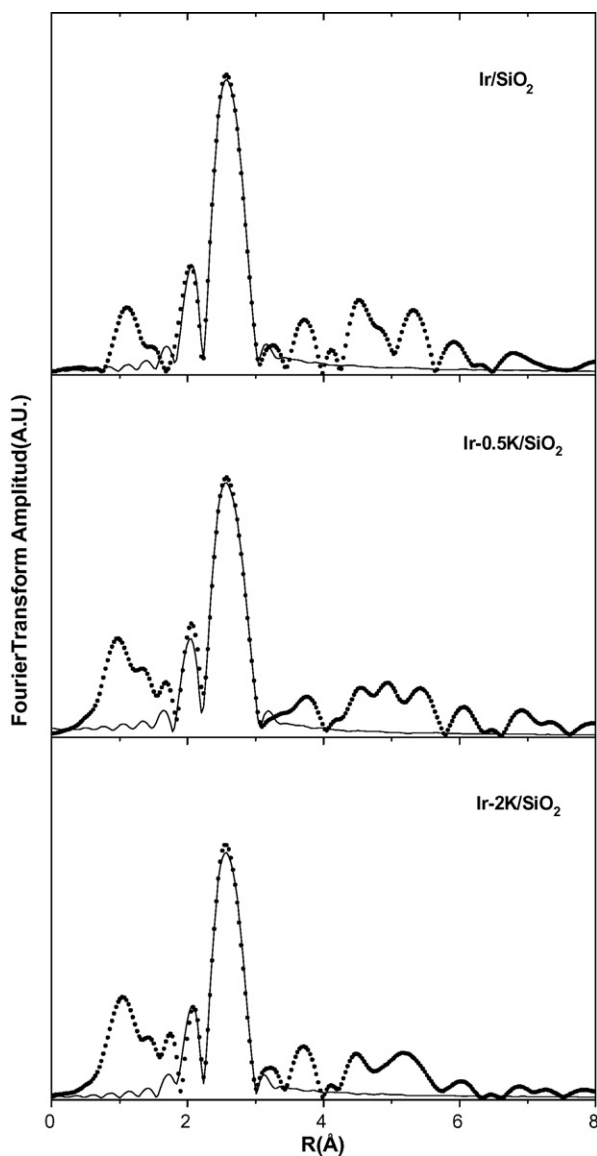 Ir/SiO₂
Ir-0.5K/SiO₂
Ir-2K/SiO₂
FourierTransform Amplitud(A.U.)
0 2 4 6 8
R(Å)